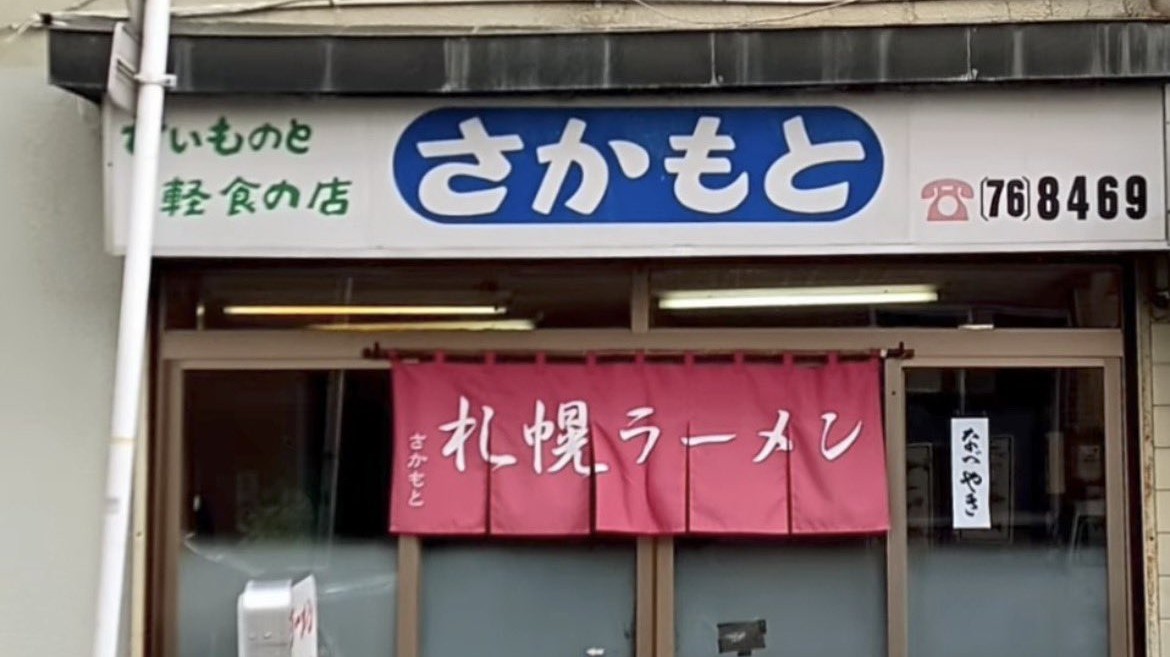 いものと
軽食の店
さかもと
(76)8469
札幌ラーメン
さかもと
なべやき